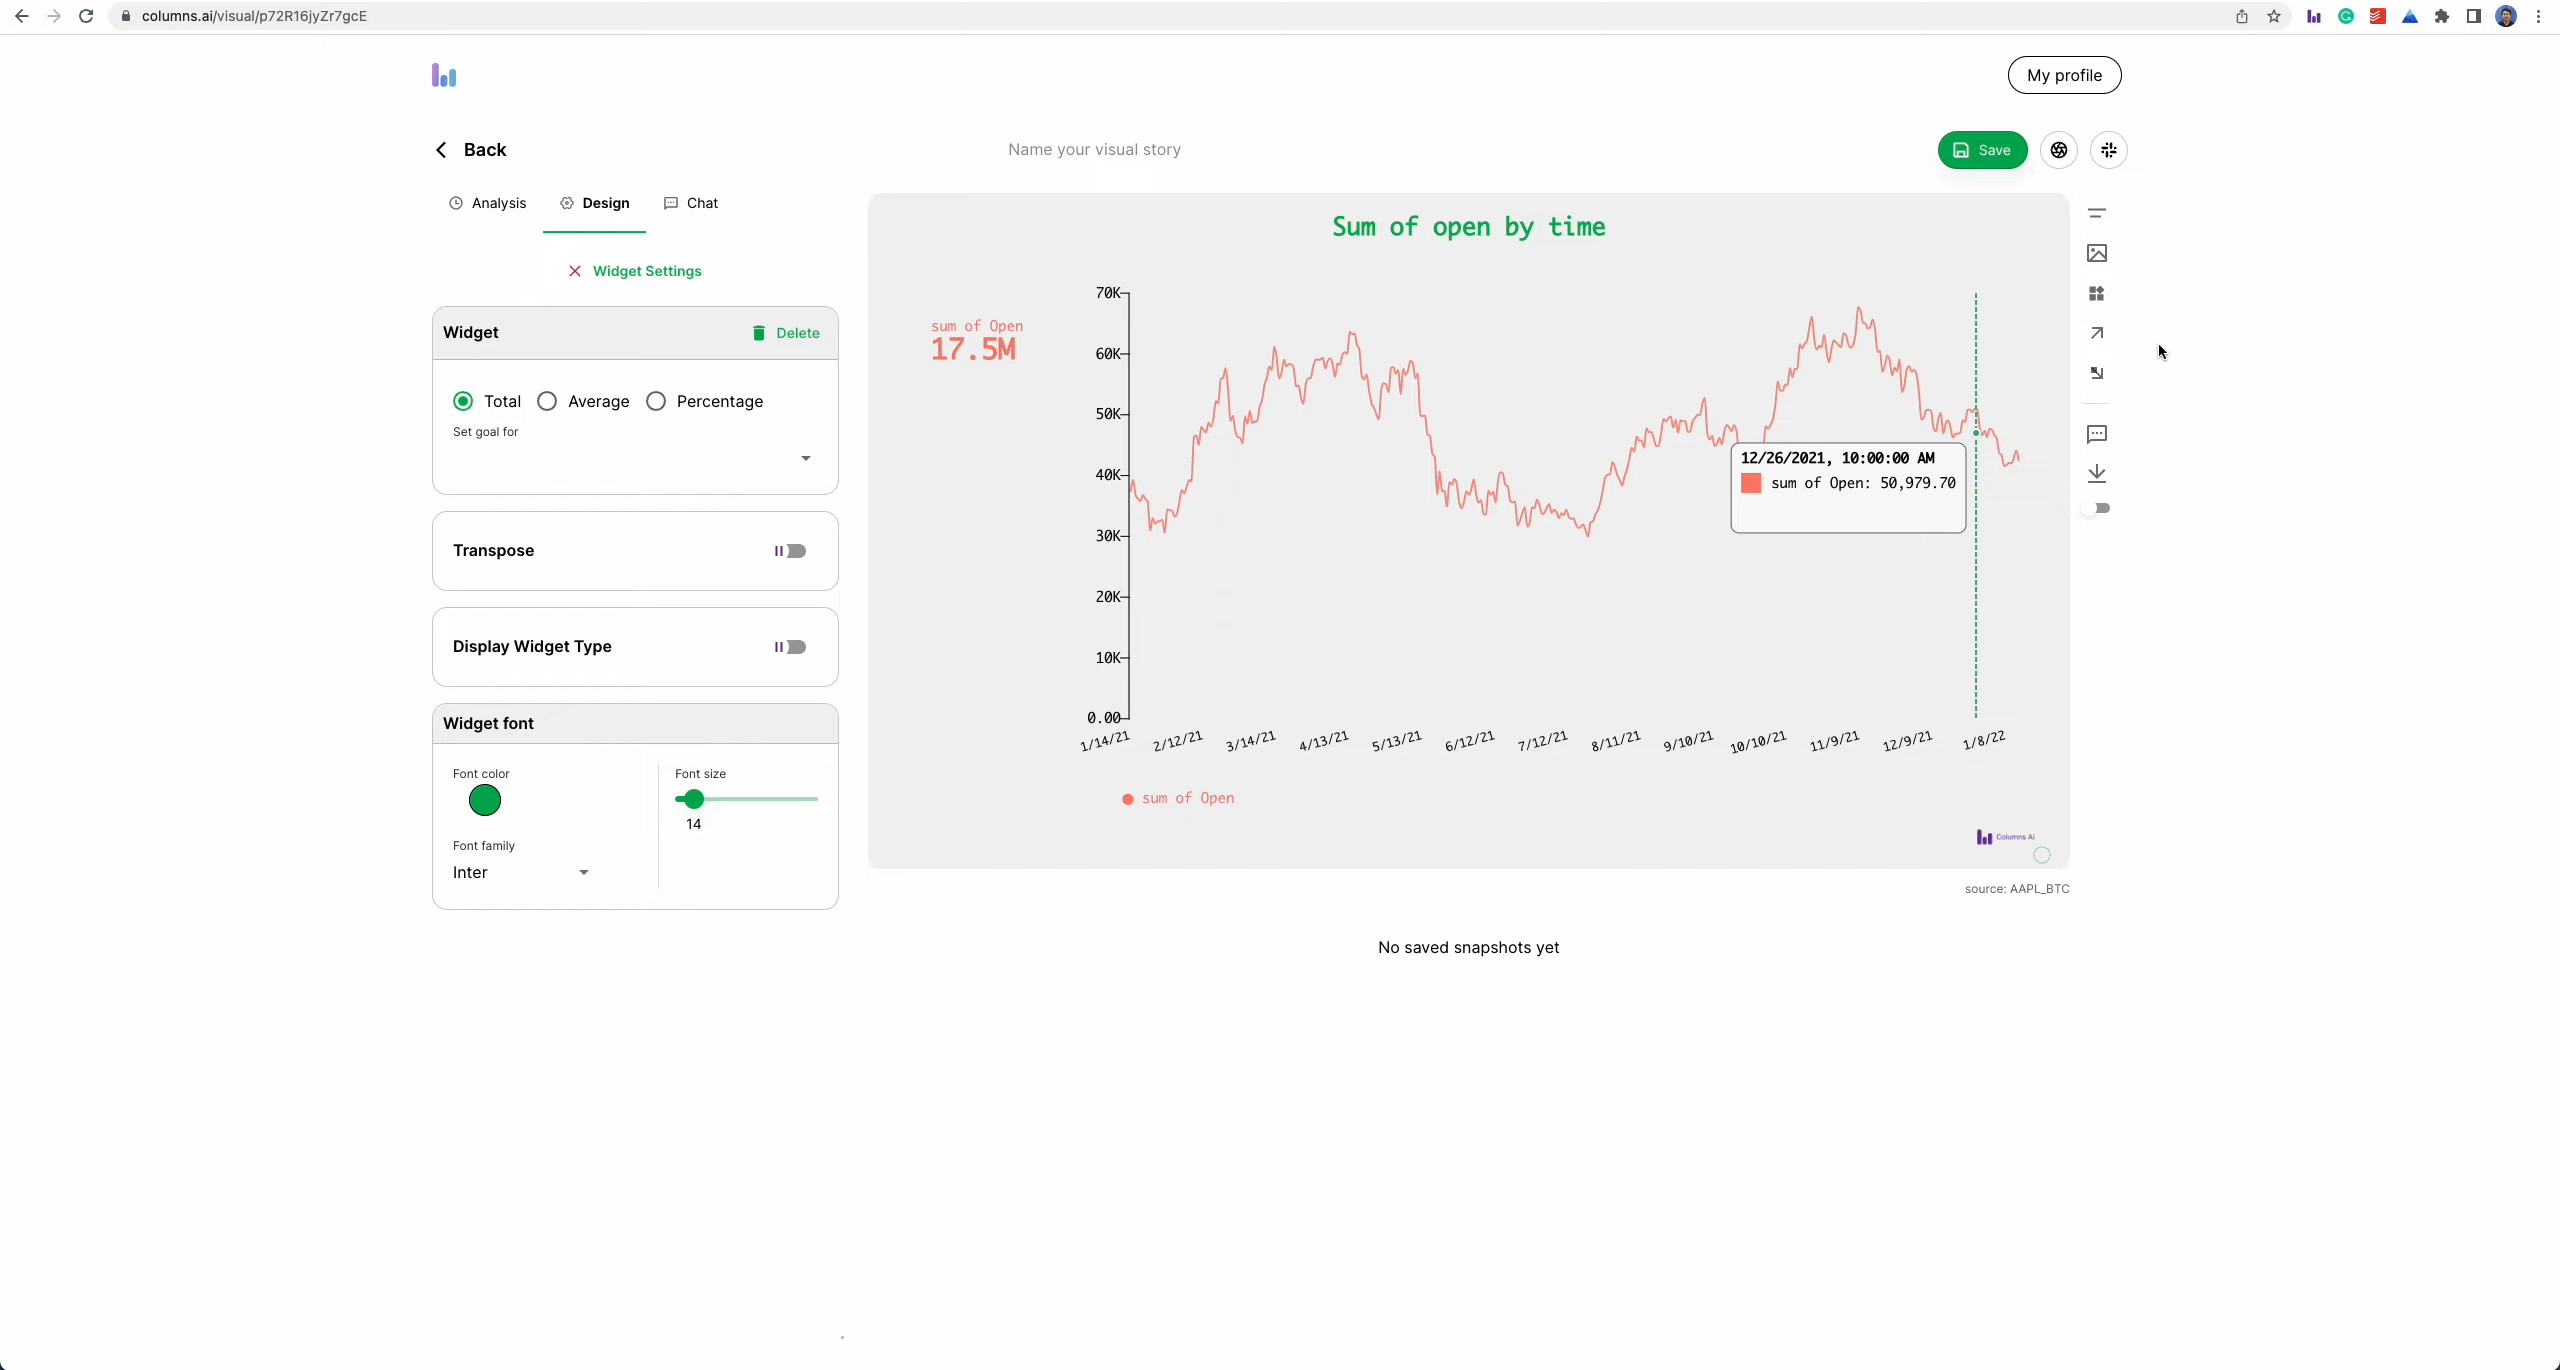 columns.ai/visual/p72R16jyZr7gcE
My profile
Back
Name your visual story
Save
Analysis
Design
Chat
Widget Settings
Widget
Delete
Total
Average
Percentage
Set goal for
Transpose
Display Widget Type
Widget font
Font color
Font size
14
Font family
Inter
Sum of open by time
sum of Open
17.5M
70K
60K
50K
40K
30K
20K
10K
0.00
12/26/2021, 10:00:00 AM
sum of Open: 50,979.70
1/14/21
2/12/21
3/14/21
4/13/21
5/13/21
6/12/21
7/12/21
8/11/21
9/10/21
10/10/21
11/9/21
12/9/21
1/8/22
sum of Open
Columns Ai
source: AAPL_BTC
No saved snapshots yet